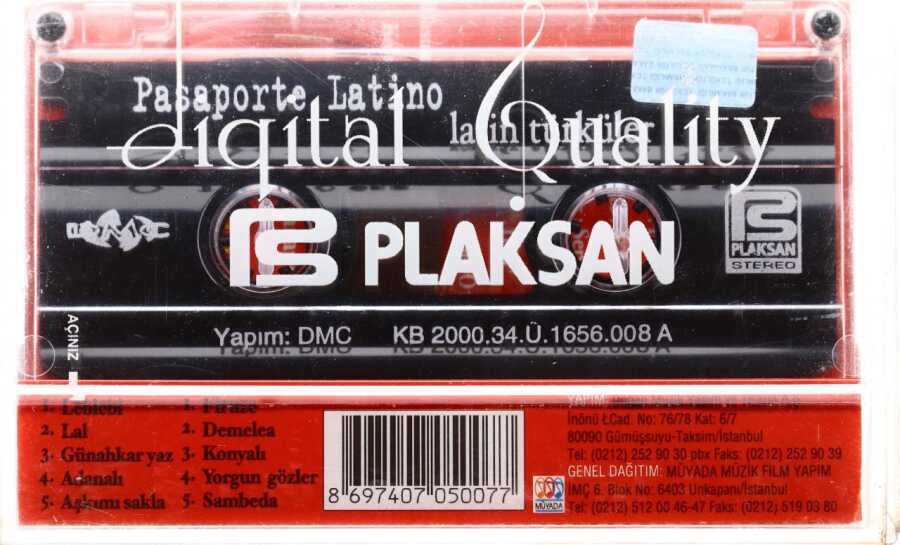 Pasaporte Latino
latin türküler
digital Quality
DMC
PLAKSAN
PLAKSAN
STEREO
AÇINIZ
Yapım: DMC KB 2000.34.Ü.1656.008 A
1. Leblebi
2. Lal
3. Günahkar yaz
4. Adanalı
5. Aşkımı sakla
1. Firaze
2. Demelea
3. Konyalı
4. Yorgun gözler
5. Sambeda
8 697407 050077
MÜYADA
YAPIM:
İnönü Cad. No: 76/78 Kat: 6/7
80090 Gümüşsuyu-Taksim/İstanbul
Tel: (0212) 252 90 30 pbx Faks: (0212) 252 90 39
GENEL DAĞITIM: MÜYADA MÜZİK FİLM YAPIM
İMÇ 6. Blok No: 6403 Unkapanı/İstanbul
Tel: (0212) 512 00 46-47 Faks: (0212) 519 03 80